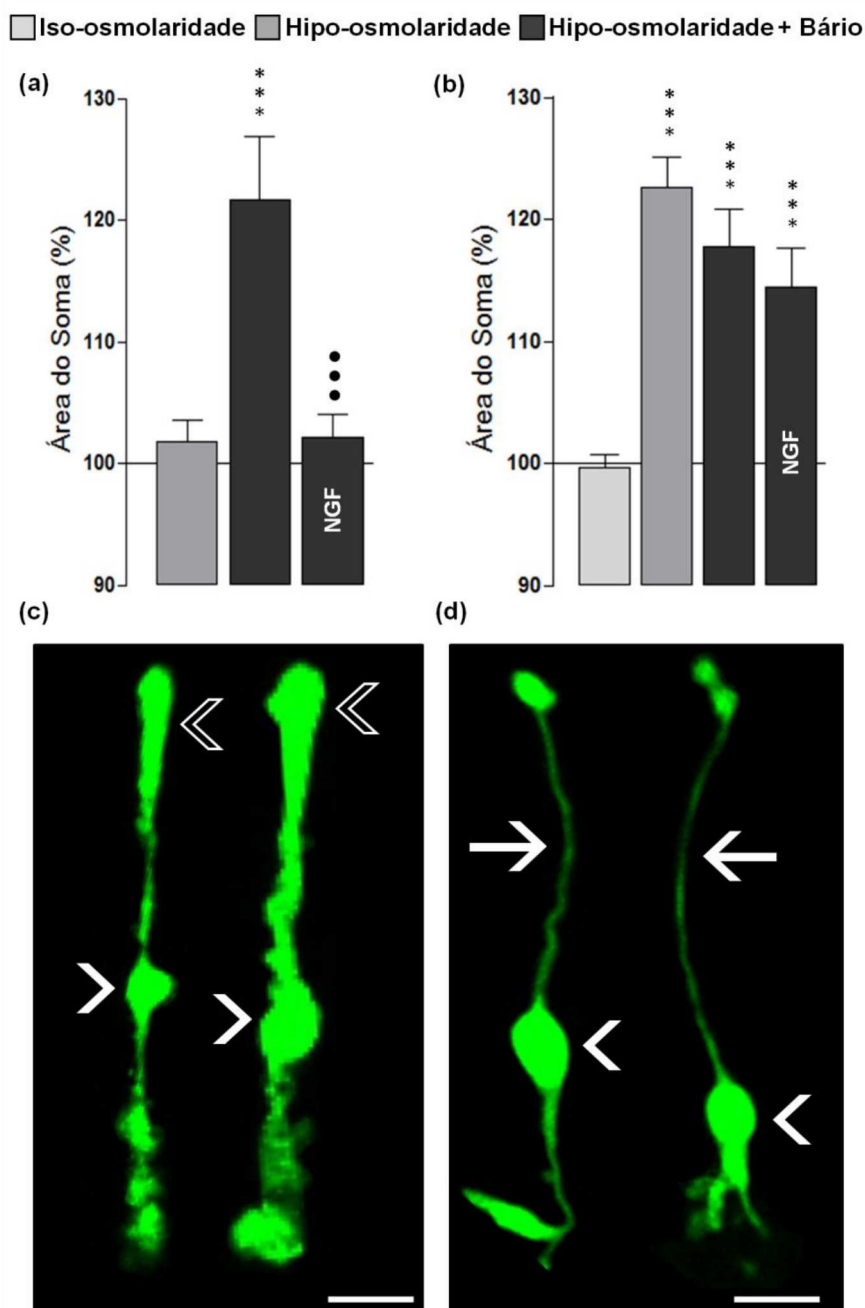 Iso-osmolaridade Hipo-osmolaridade Hipo-osmolaridade + Bário
(a)
Área do Soma (%)
130
120
110
100
90
***
NGF
(b)
Área do Soma (%)
130
120
110
100
90
***
***
***
NGF
(c)
(d)